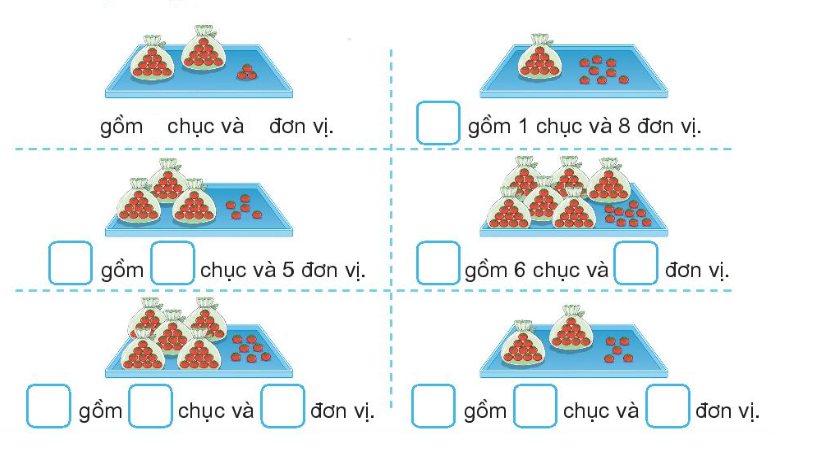 gồm chục và đơn vị.
gồm 1 chục và 8 đơn vị.
gồm chục và 5 đơn vị.
gồm 6 chục và đơn vị.
gồm chục và đơn vị.
gồm chục và đơn vị.